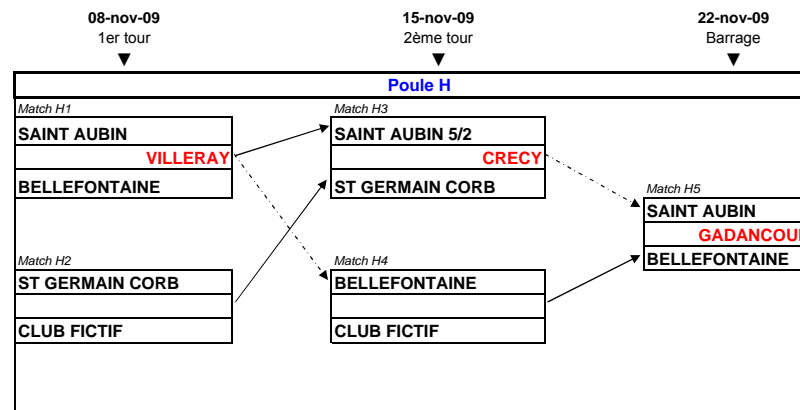 08-nov-09
1er tour
15-nov-09
2ème tour
22-nov-09
Barrage
Poule H
Match H1
SAINT AUBIN
VILLERAY
BELLEFONTAINE
Match H3
SAINT AUBIN 5/2
CRECY
ST GERMAIN CORB
Match H5
SAINT AUBIN
GADANCOU
BELLEFONTAINE
Match H2
ST GERMAIN CORB
CLUB FICTIF
Match H4
BELLEFONTAINE
CLUB FICTIF